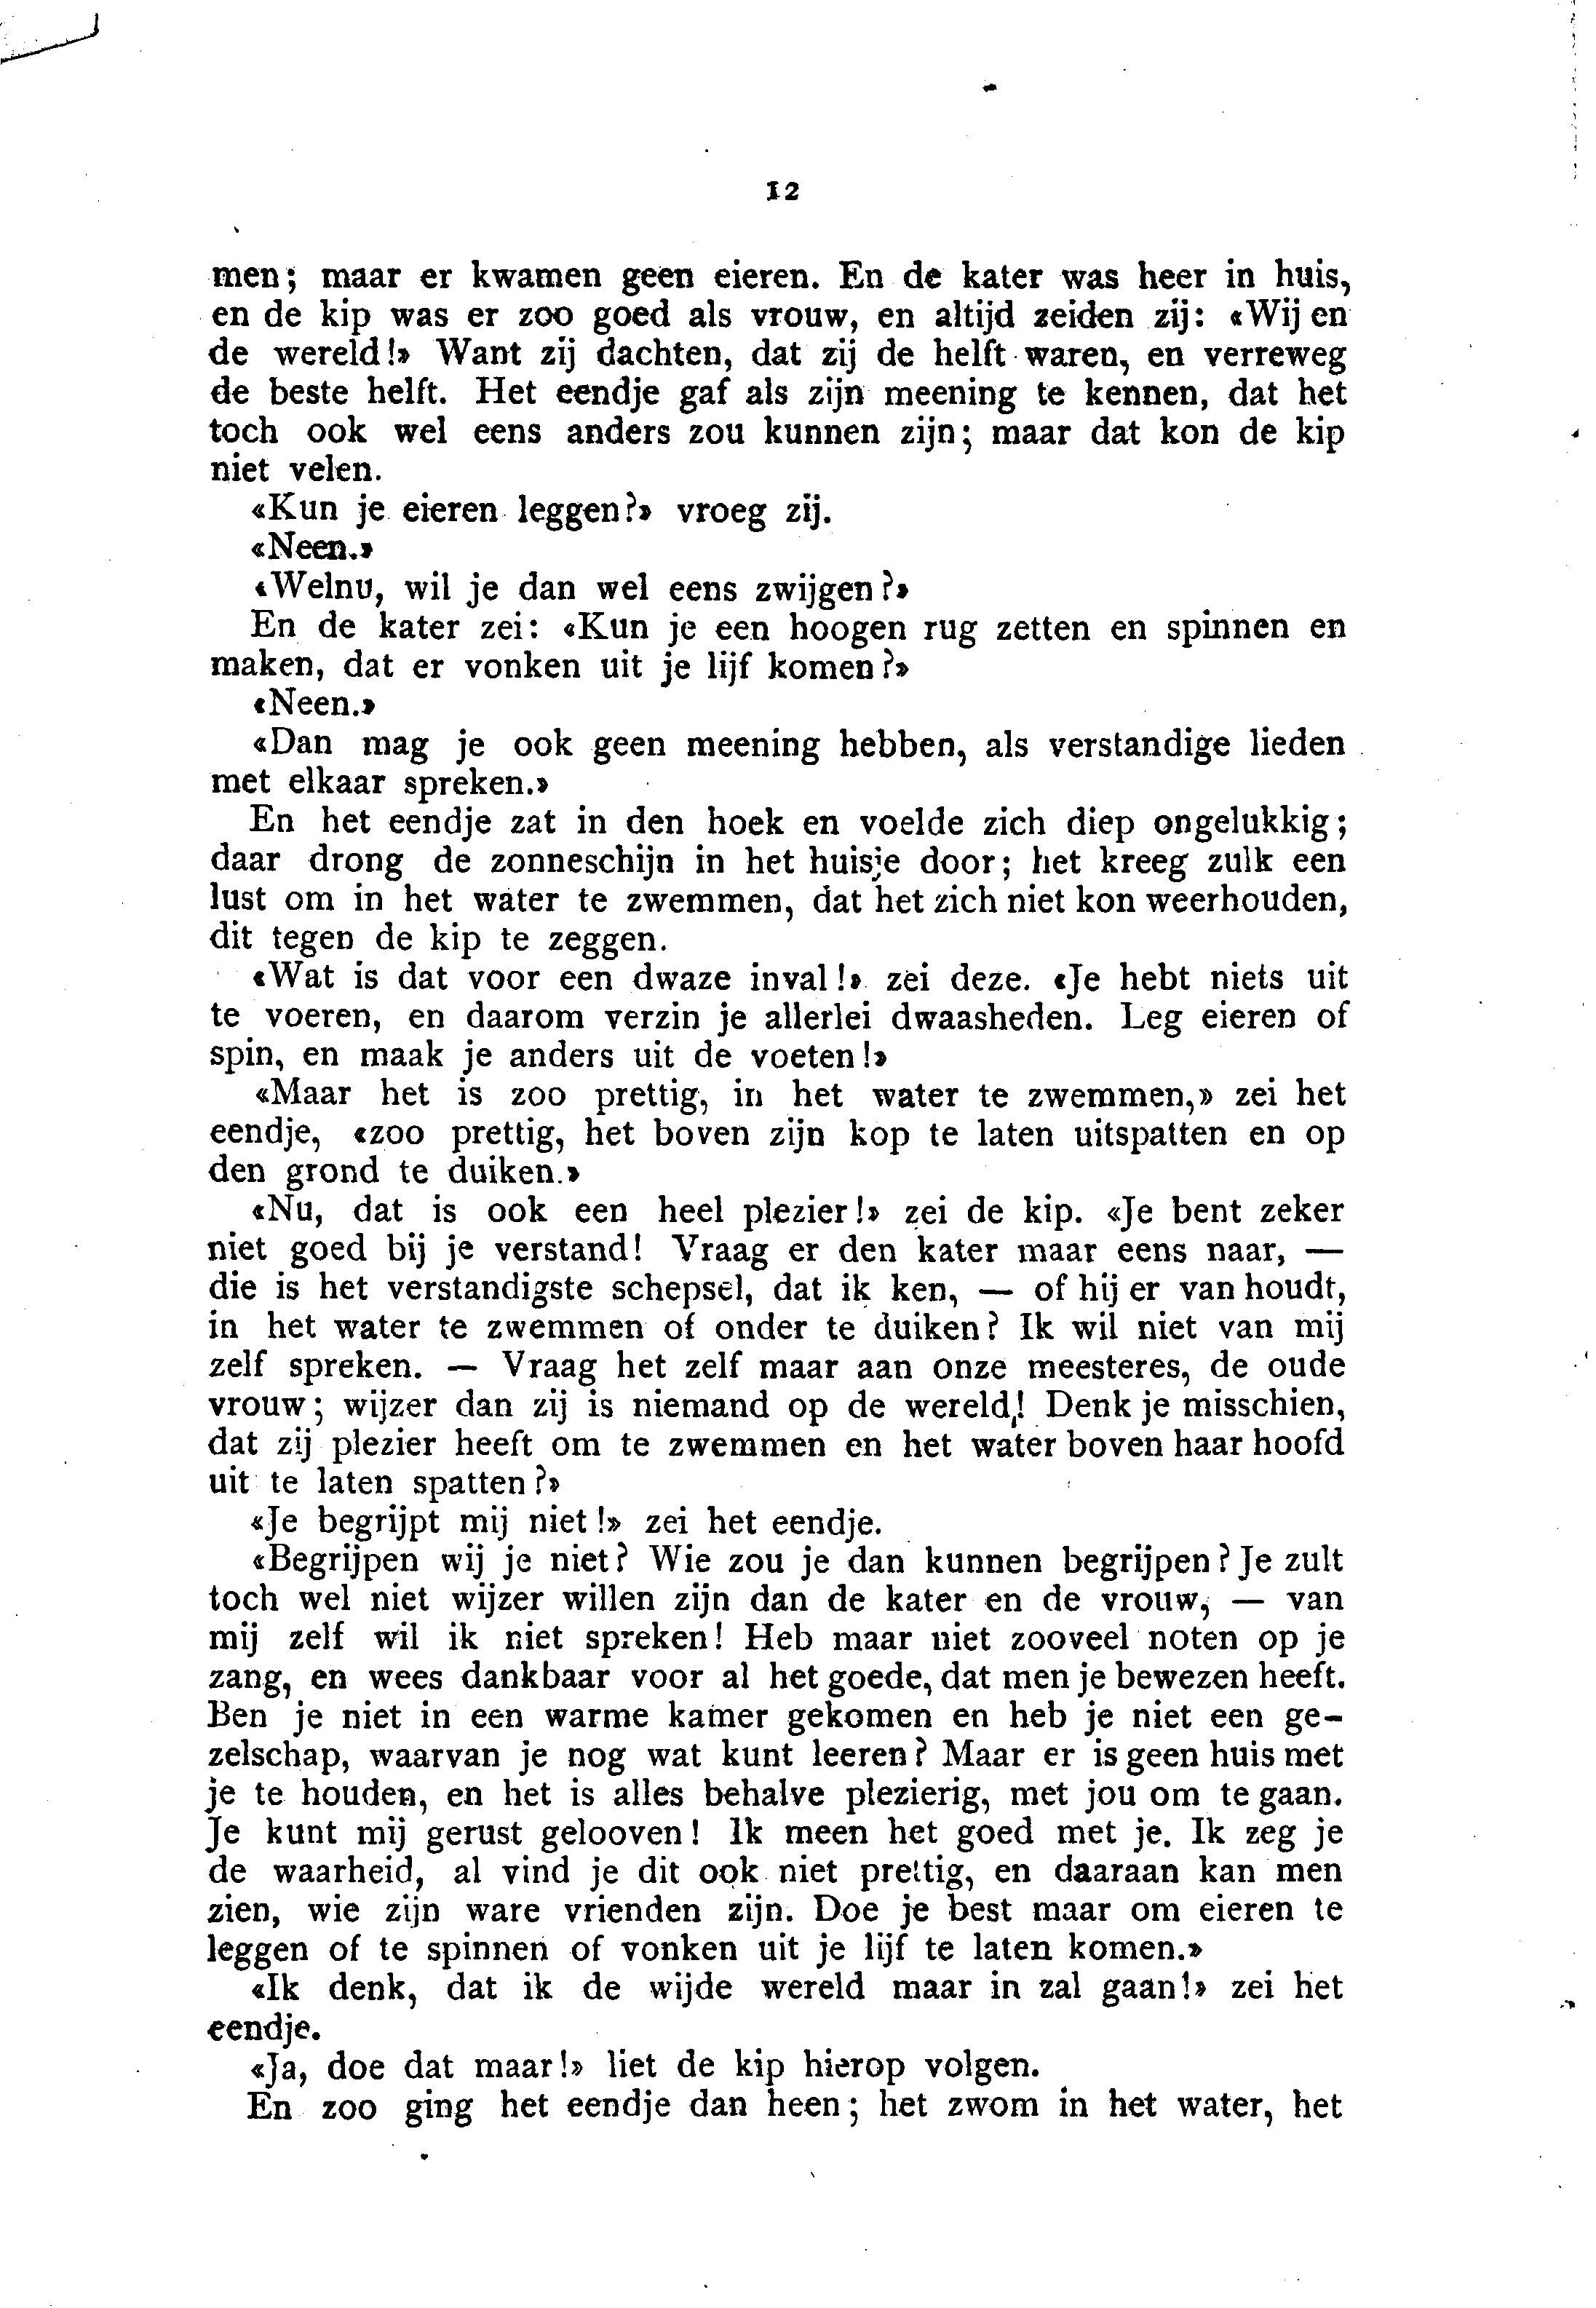 12
men; maar er kwamen geen eieren. En de kater was heer in huis,
en de kip was er zoo goed als vrouw, en altijd zeiden zij: «Wij en
de wereld!» Want zij dachten, dat zij de helft waren, en verreweg
de beste helft. Het eendje gaf als zijn meening te kennen, dat het
toch ook wel eens anders zou kunnen zijn; maar dat kon de kip
niet velen.
«Kun je eieren leggen?» vroeg zij.
«Neen.»
«Welnu, wil je dan wel eens zwijgen?»
En de kater zei: «Kun je een hoogen rug zetten en spinnen en
maken, dat er vonken uit je lijf komen?»
«Neen.»
«Dan mag je ook geen meening hebben, als verstandige lieden
met elkaar spreken.»
En het eendje zat in den hoek en voelde zich diep ongelukkig;
daar drong de zonneschijn in het huisje door; het kreeg zulk een
lust om in het water te zwemmen, dat het zich niet kon weerhouden,
dit tegen de kip te zeggen.
«Wat is dat voor een dwaze inval!» zei deze. «Je hebt niets uit
te voeren, en daarom verzin je allerlei dwaasheden. Leg eieren of
spin, en maak je anders uit de voeten!»
«Maar het is zoo prettig, in het water te zwemmen,» zei het
eendje, «zoo prettig, het boven zijn kop te laten uitspatten en op
den grond te duiken.»
«Nu, dat is ook een heel plezier!» zei de kip. «Je bent zeker
niet goed bij je verstand! Vraag er den kater maar eens naar, —
die is het verstandigste schepsel, dat ik ken, — of hij er van houdt,
in het water te zwemmen of onder te duiken? Ik wil niet van mij
zelf spreken. — Vraag het zelf maar aan onze meesteres, de oude
vrouw; wijzer dan zij is niemand op de wereld! Denk je misschien,
dat zij plezier heeft om te zwemmen en het water boven haar hoofd
uit te laten spatten?»
«Je begrijpt mij niet!» zei het eendje.
«Begrijpen wij je niet? Wie zou je dan kunnen begrijpen? Je zult
toch wel niet wijzer willen zijn dan de kater en de vrouw, — van
mij zelf wil ik niet spreken! Heb maar niet zooveel noten op je
zang, en wees dankbaar voor al het goede, dat men je bewezen heeft.
Ben je niet in een warme kamer gekomen en heb je niet een ge-
zelschap, waarvan je nog wat kunt leeren? Maar er is geen huis met
je te houden, en het is alles behalve plezierig, met jou om te gaan.
Je kunt mij gerust gelooven! Ik meen het goed met je. Ik zeg je
de waarheid, al vind je dit ook niet prettig, en daaraan kan men
zien, wie zijn ware vrienden zijn. Doe je best maar om eieren te
leggen of te spinnen of vonken uit je lijf te laten komen.»
«Ik denk, dat ik de wijde wereld maar in zal gaan!» zei het
eendje.
«Ja, doe dat maar!» liet de kip hierop volgen.
En zoo ging het eendje dan heen; het zwom in het water, het